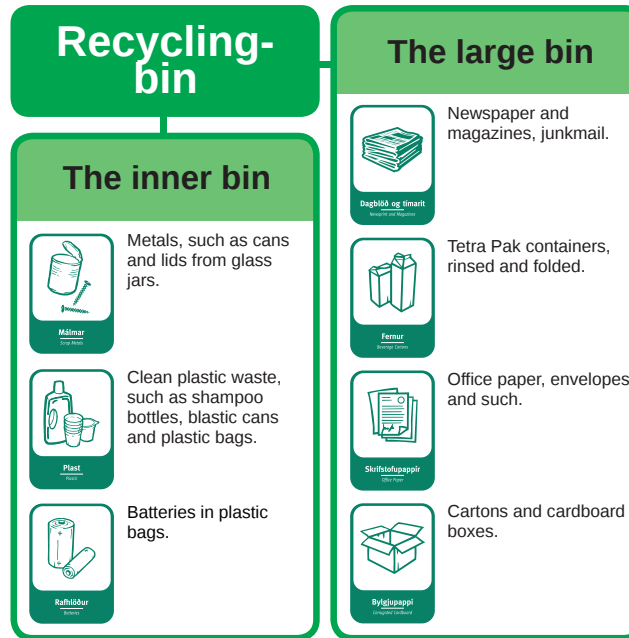 Recycling-
bin
The inner bin
Málmar
Scrap Metals
Metals, such as cans
and lids from glass
jars.
Plast
Plastic
Clean plastic waste,
such as shampoo
bottles, blastic cans
and plastic bags.
Rafhlöður
Batteries
Batteries in plastic
bags.
The large bin
Dagblöð og tímarit
Newsprint and Magazines
Newspaper and
magazines, junkmail.
Fernur
Beverage Cartons
Tetra Pak containers,
rinsed and folded.
Skrifstofupappír
Office Paper
Office paper, envelopes
and such.
Bylgjupappi
Corrugated Cardboard
Cartons and cardboard
boxes.